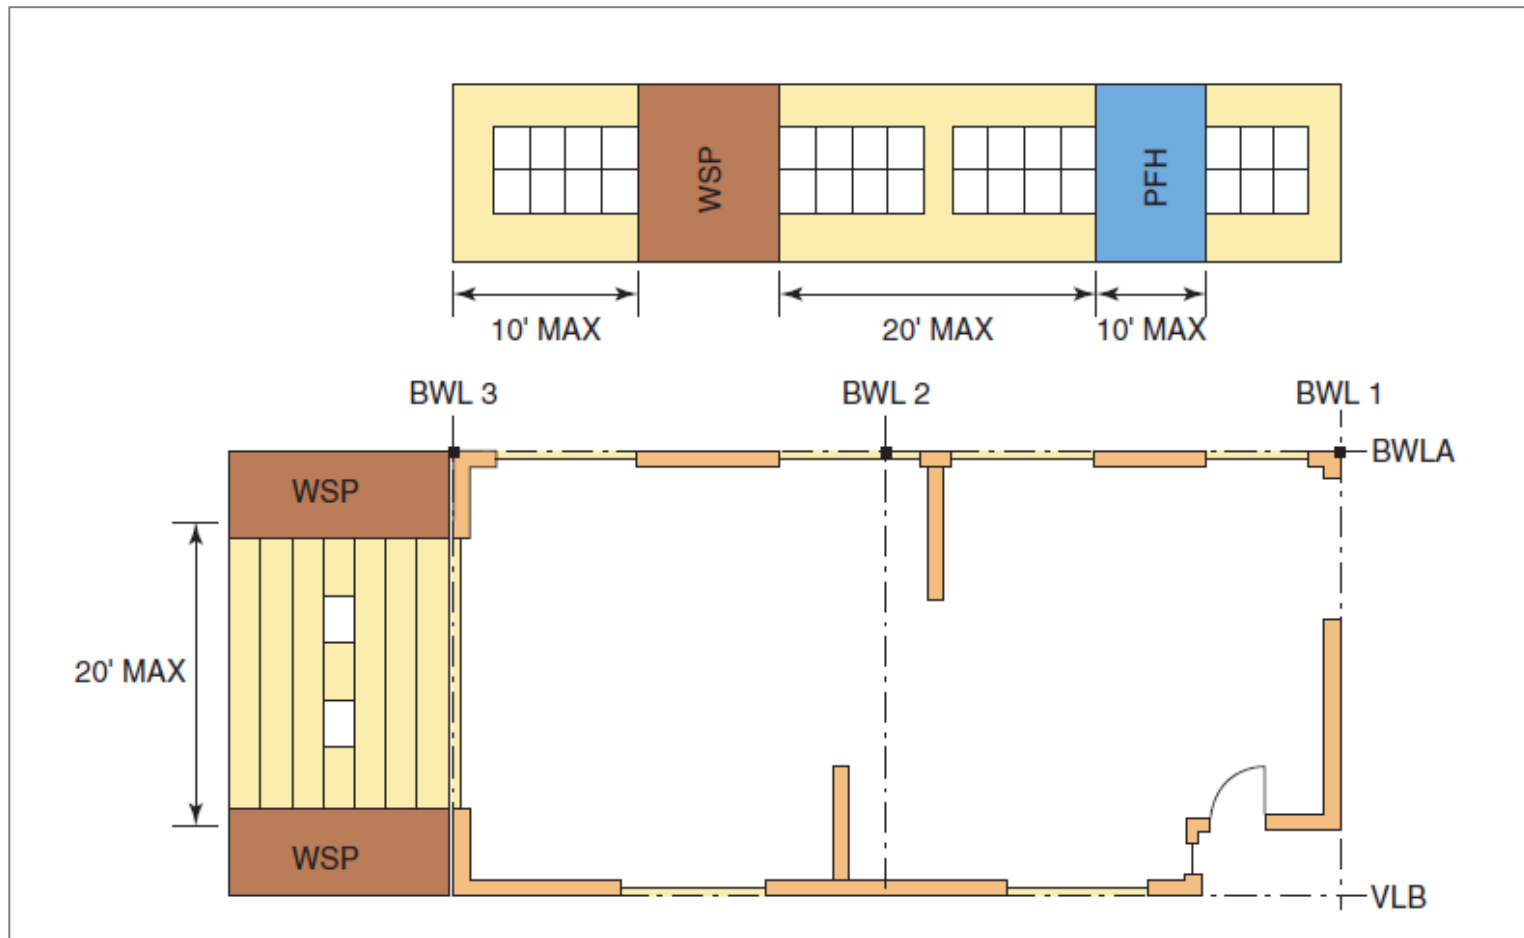 WSP
PFH
10' MAX
20' MAX
10' MAX
BWL 3
BWL 2
BWL 1
BWLA
WSP
20' MAX
WSP
VLB